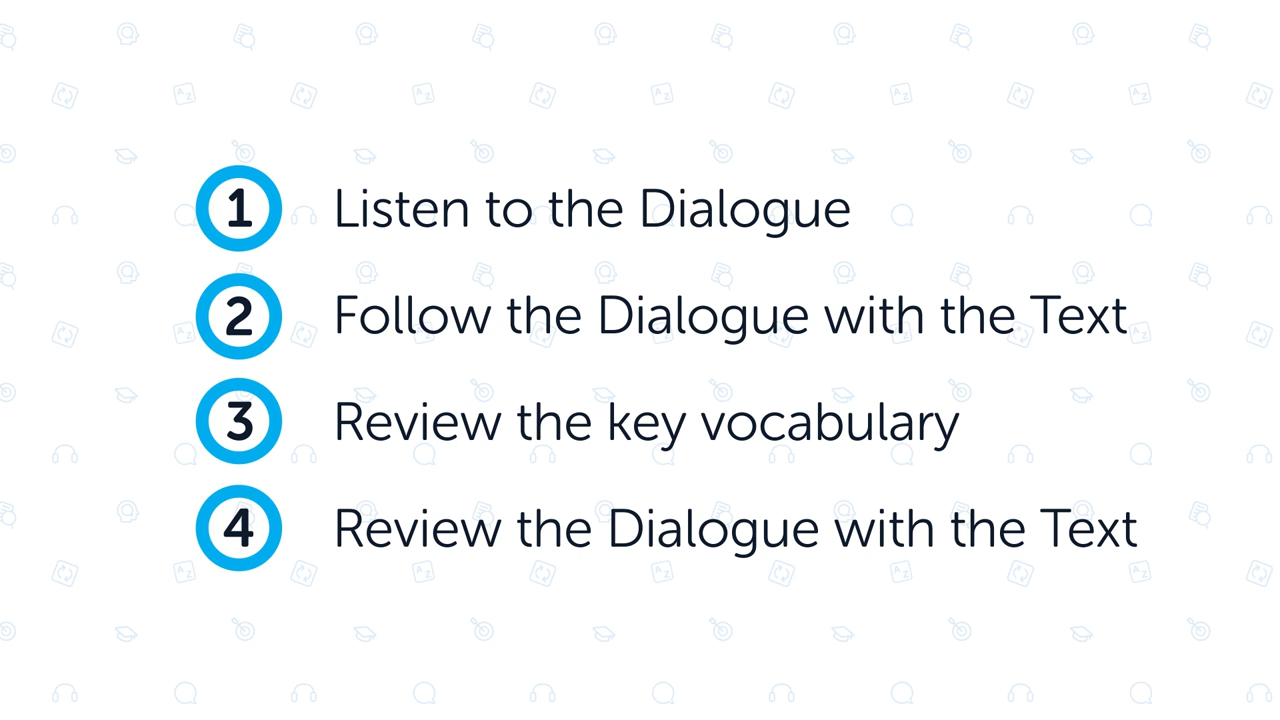 1 Listen to the Dialogue
2 Follow the Dialogue with the Text
3 Review the key vocabulary
4 Review the Dialogue with the Text